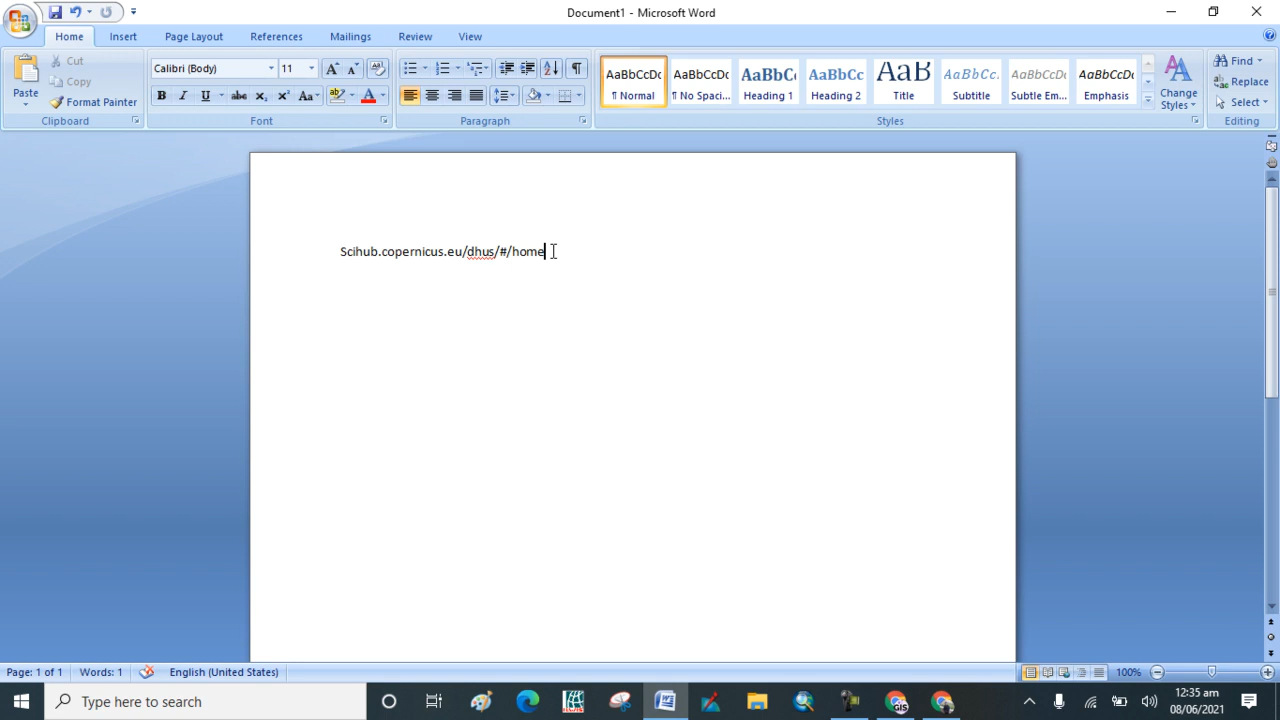 Document1 - Microsoft Word
Home Insert Page Layout References Mailings Review View
Paste
Cut
Copy
Format Painter
Clipboard
Calibri (Body) 11
Font
Paragraph
AaBbCcDc AaBbCcDc AaBbC AaBbCc AaB AaBbCc. AaBbCcDc AaBbCcDc
¶ Normal ¶ No Spaci... Heading 1 Heading 2 Title Subtitle Subtle Em... Emphasis
Change Styles
Styles
Find
Replace
Select
Editing
Scihub.copernicus.eu/dhus/#/home
Page: 1 of 1 Words: 1 English (United States) 100%
Type here to search
12:35 am
08/06/2021